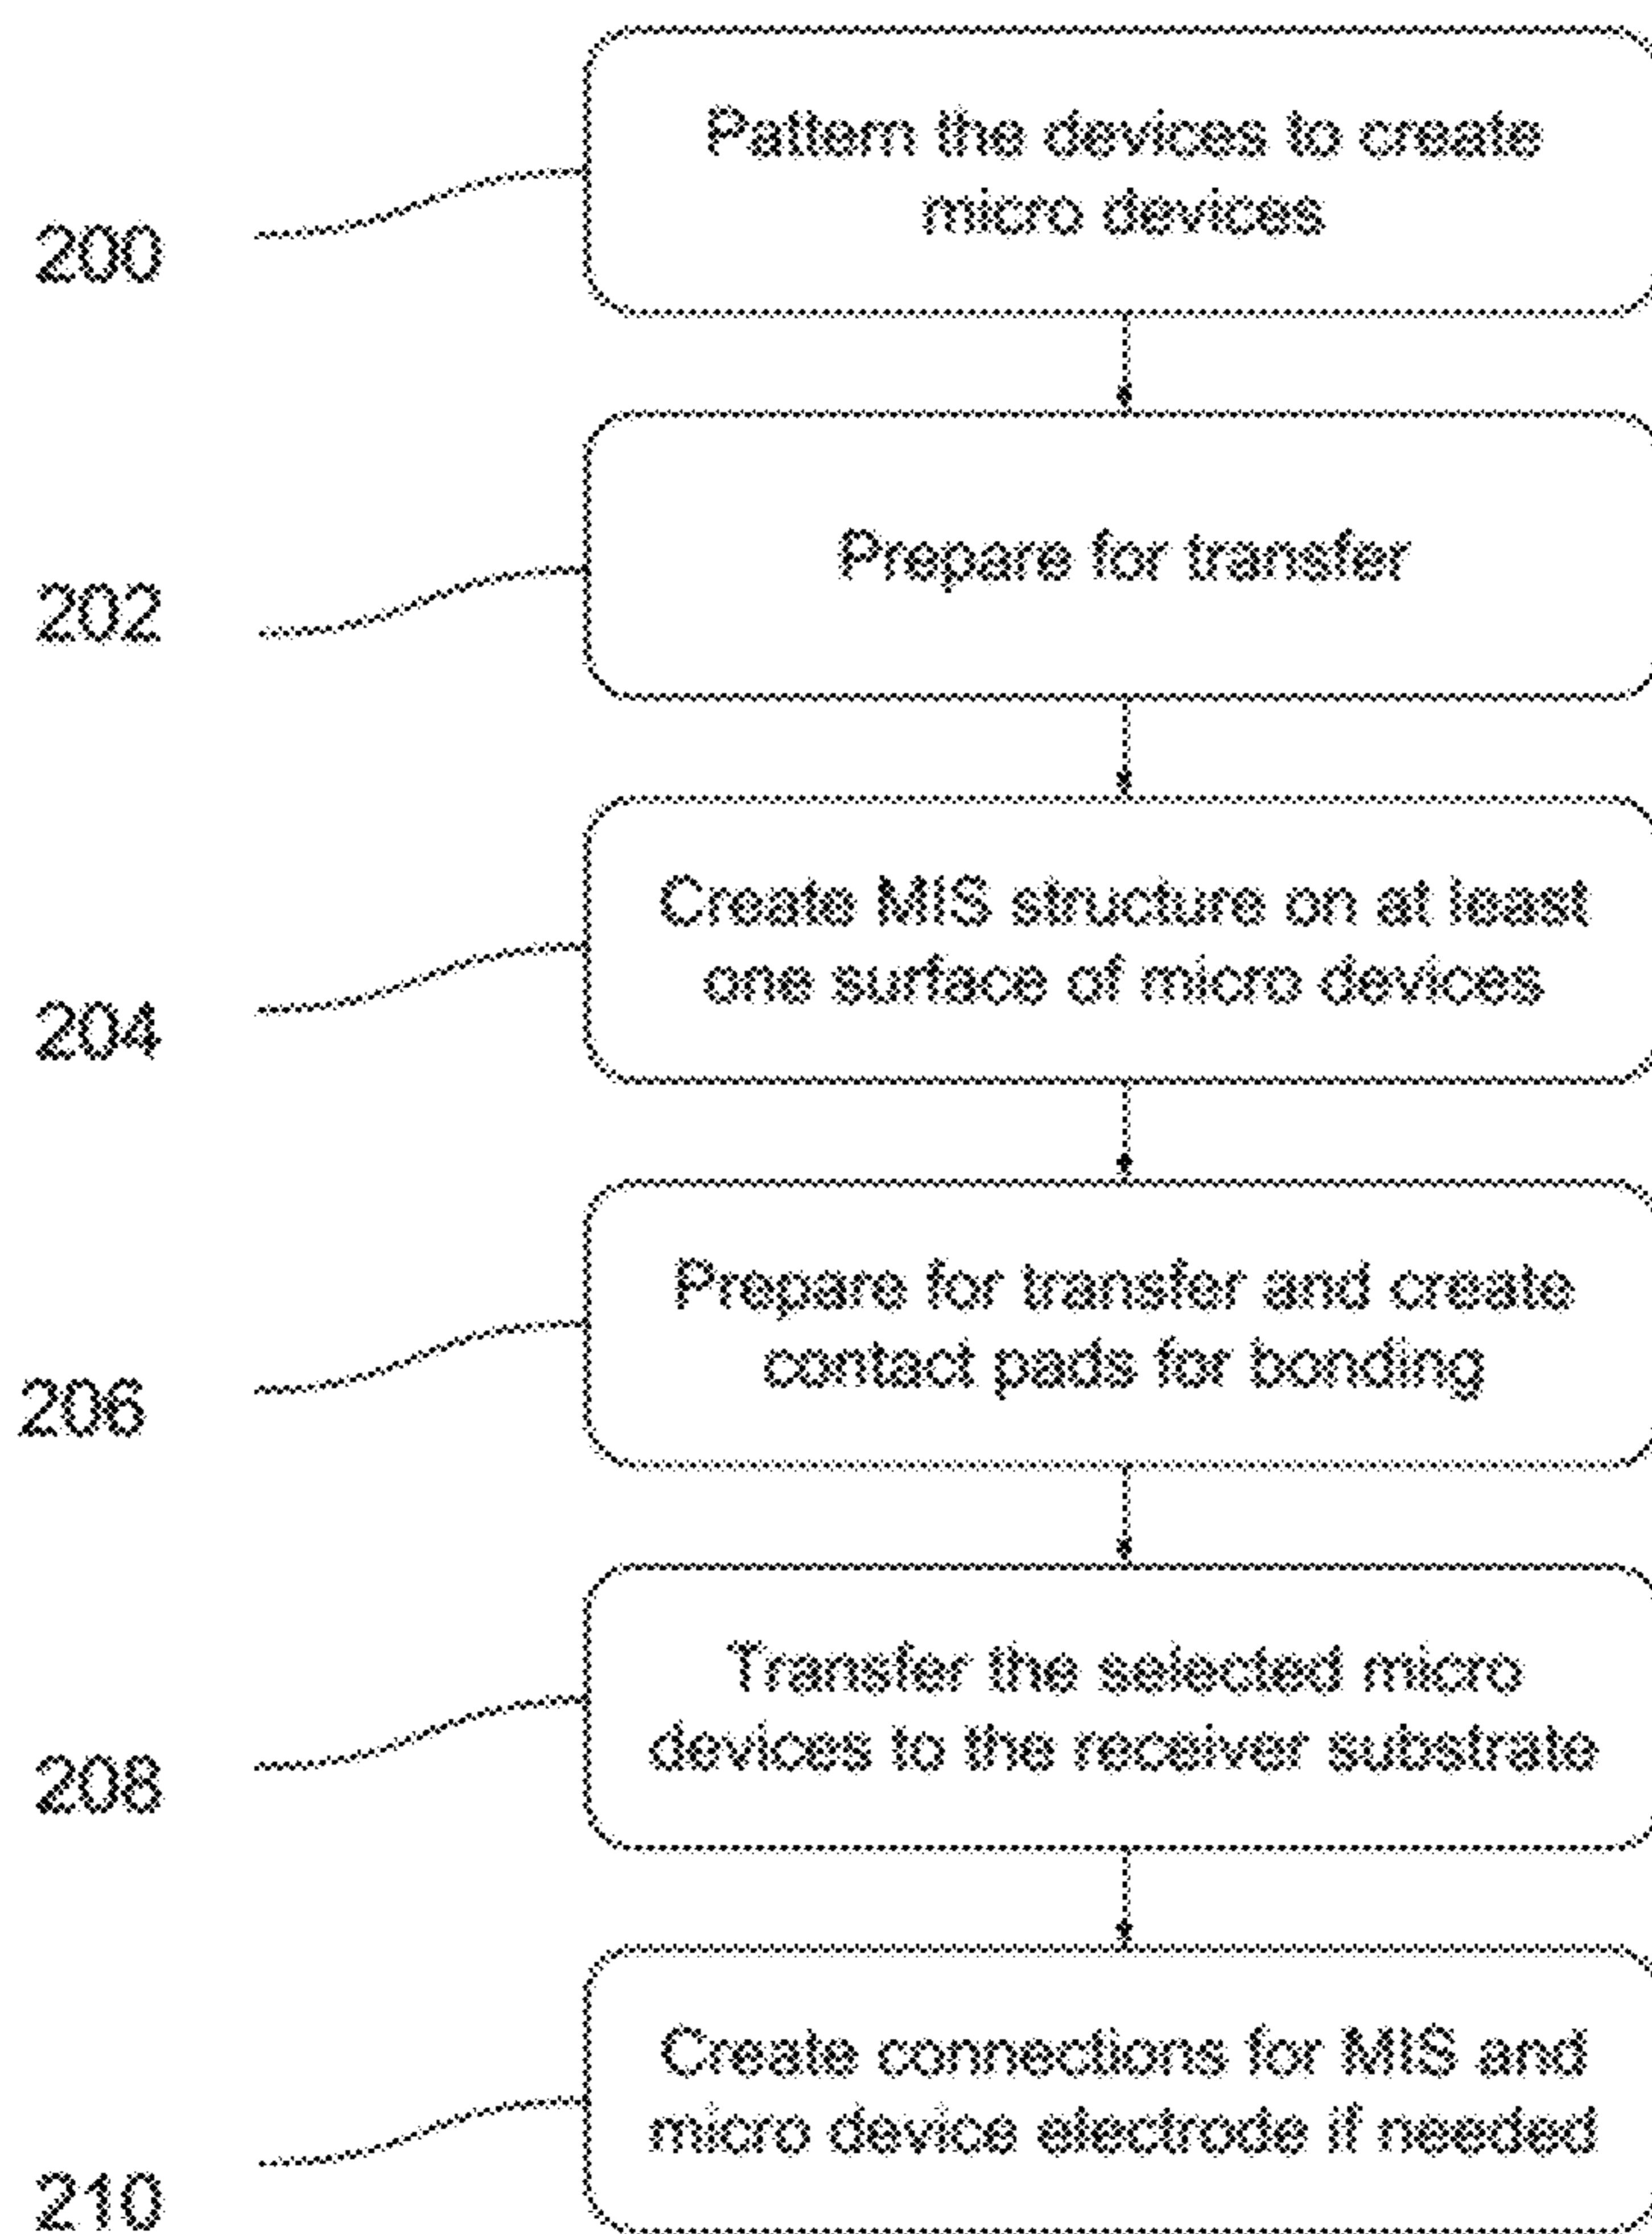 Pattern the devices to create
micro devices
200
Prepare for transfer
202
Create MIS structure on at least
one surface of micro devices
204
Prepare for transfer and create
contact pads for bonding
206
Transfer the selected micro
devices to the receiver substrate
208
Create connections for MIS and
micro device electrode if needed
210